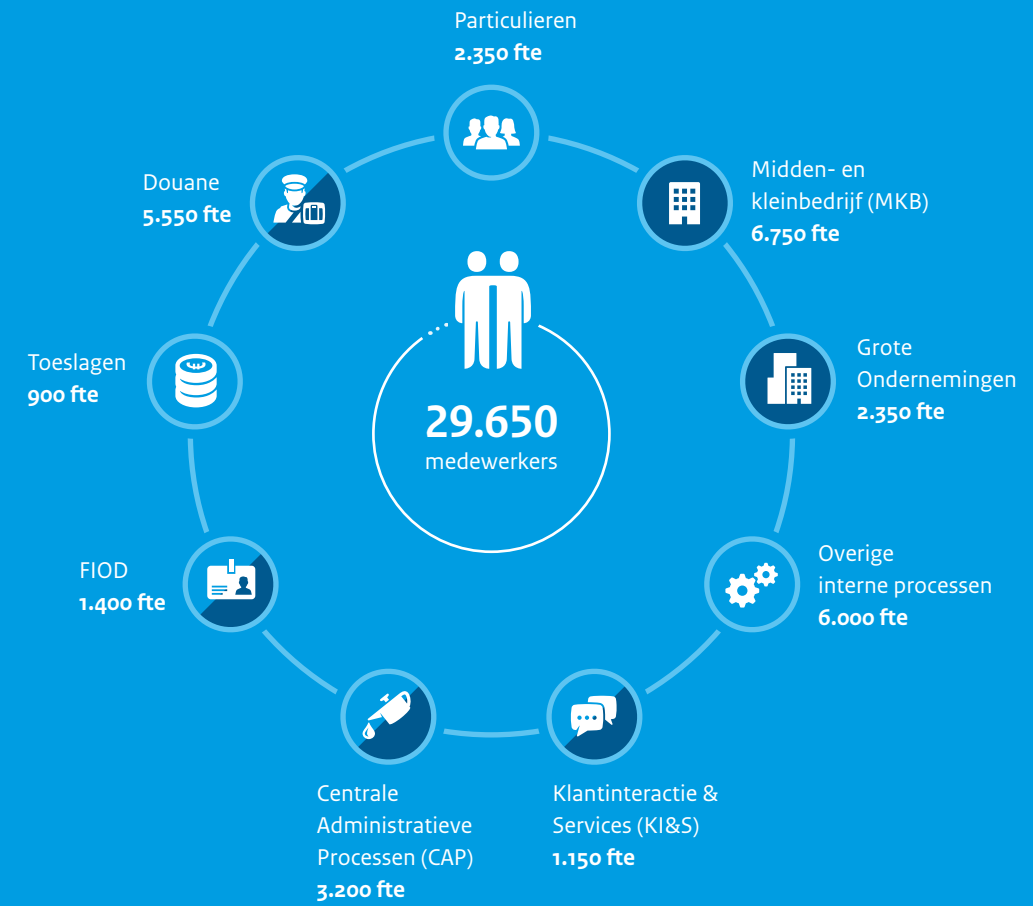 Particulieren
2.350 fte
Midden- en
kleinbedrijf (MKB)
6.750 fte
Grote
Ondernemingen
2.350 fte
Overige
interne processen
6.000 fte
Klantinteractie &
Services (KI&S)
1.150 fte
Centrale
Administratieve
Processen (CAP)
3.200 fte
FIOD
1.400 fte
Toeslagen
900 fte
Douane
5.550 fte
29.650
medewerkers